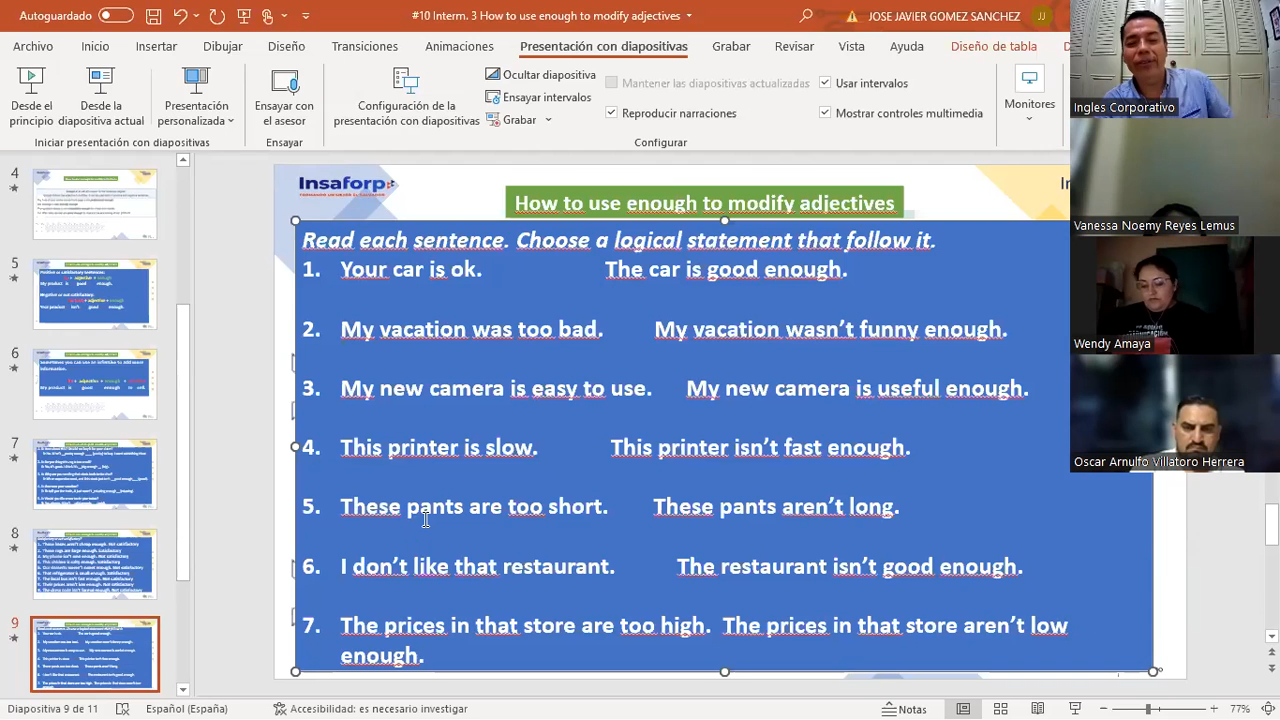 Autoguardado
#10 Interm. 3 How to use enough to modify adjectives
JOSE JAVIER GOMEZ SANCHEZ
JJ
Archivo Inicio Insertar Dibujar Diseño Transiciones Animaciones Presentación con diapositivas Grabar Revisar Vista Ayuda Diseño de tabla
Desde el principio
Desde la diapositiva actual
Presentación personalizada
Iniciar presentación con diapositivas
Ensayar con el asesor
Ensayar
Configuración de la presentación con diapositivas
Ocultar diapositiva
Ensayar intervalos
Grabar
Mantener las diapositivas actualizadas
Reproducir narraciones
Usar intervalos
Mostrar controles multimedia
Configurar
Monitores
Ingles Corporativo
Vanessa Noemy Reyes Lemus
Wendy Amaya
Oscar Arnulfo Villatoro Herrera
4
5
6
7
8
9
Insaforp
How to use enough to modify adjectives
Read each sentence. Choose a logical statement that follow it.
1. Your car is ok. The car is good enough.
2. My vacation was too bad. My vacation wasn’t funny enough.
3. My new camera is easy to use. My new camera is useful enough.
4. This printer is slow. This printer isn’t fast enough.
5. These pants are too short. These pants aren’t long.
6. I don’t like that restaurant. The restaurant isn’t good enough.
7. The prices in that store are too high. The prices in that store aren’t low
enough.
Diapositiva 9 de 11
Español (España)
Accesibilidad: es necesario investigar
Notas
77%